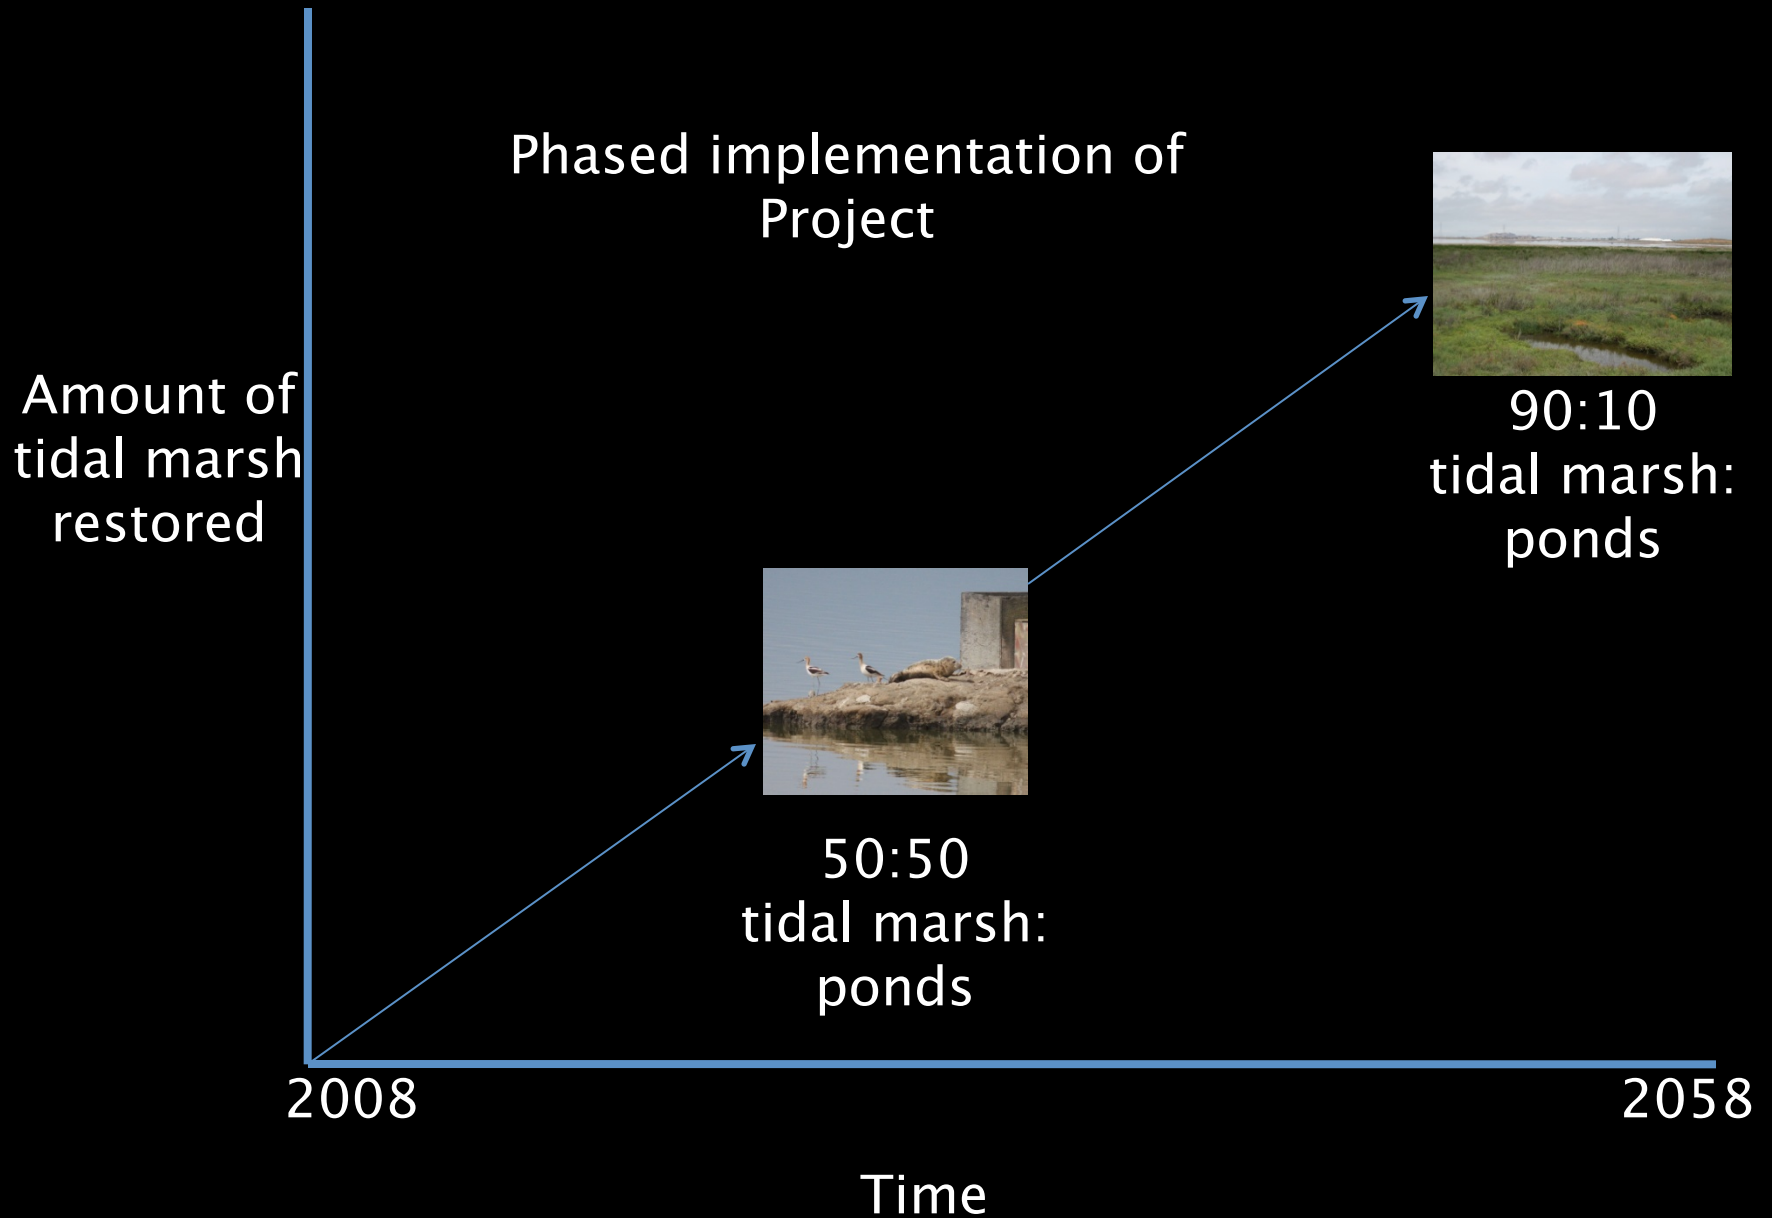 Phased implementation of
Project
Amount of
tidal marsh
restored
90:10
tidal marsh:
ponds
50:50
tidal marsh:
ponds
2008
2058
Time